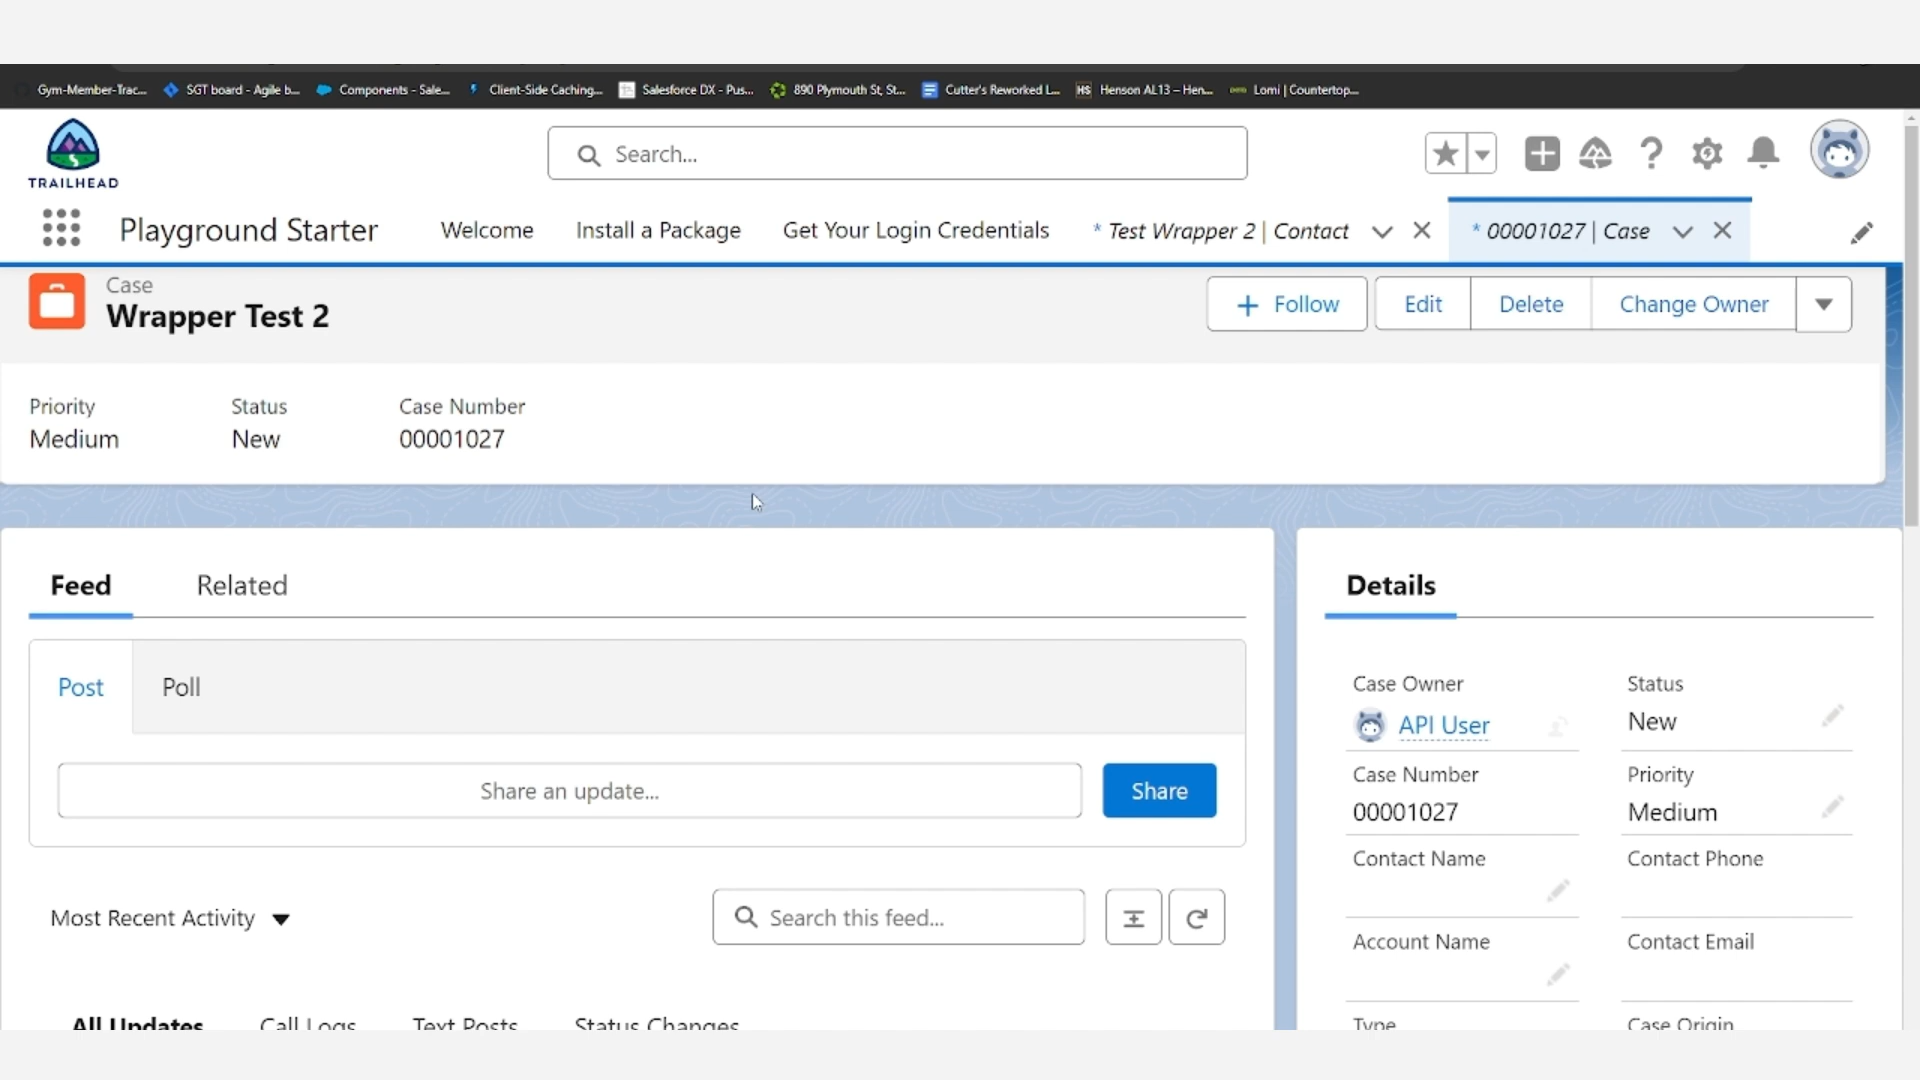 Gym-Member-Trac... SGT board - Agile b... Components - Sale... Client-Side Caching... Salesforce DX - Pus... 890 Plymouth St, St... Cutter's Reworked L... HS Henson AL13 – Hen... Lomi | Countertop...
TRAILHEAD
Search...
Playground Starter Welcome Install a Package Get Your Login Credentials * Test Wrapper 2 | Contact * 00001027 | Case
Case
Wrapper Test 2
Follow Edit Delete Change Owner
Priority Status Case Number
Medium New 00001027
Feed Related
Post Poll
Share an update... Share
Most Recent Activity Search this feed...
All Updates Call Logs Text Posts Status Changes
Details
Case Owner Status
API User New
Case Number Priority
00001027 Medium
Contact Name Contact Phone
Account Name Contact Email
Type Case Origin